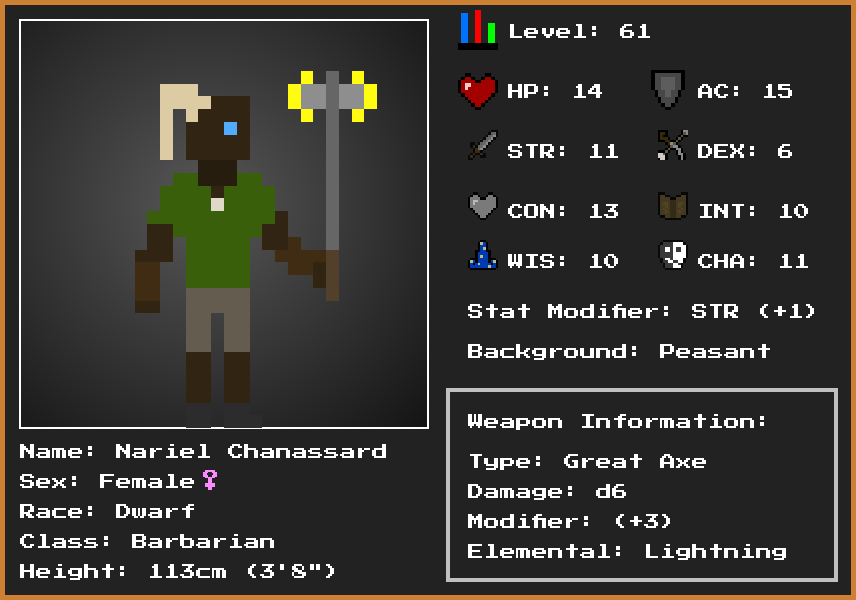 Level: 61
HP: 14
AC: 15
STR: 11
DEX: 6
CON: 13
INT: 10
WIS: 10
CHA: 11
Stat Modifier: STR (+1)
Background: Peasant
Weapon Information:
Type: Great Axe
Damage: d6
Modifier: (+3)
Elemental: Lightning
Name: Nariel Chanassard
Sex: Female♀
Race: Dwarf
Class: Barbarian
Height: 113cm (3'8")